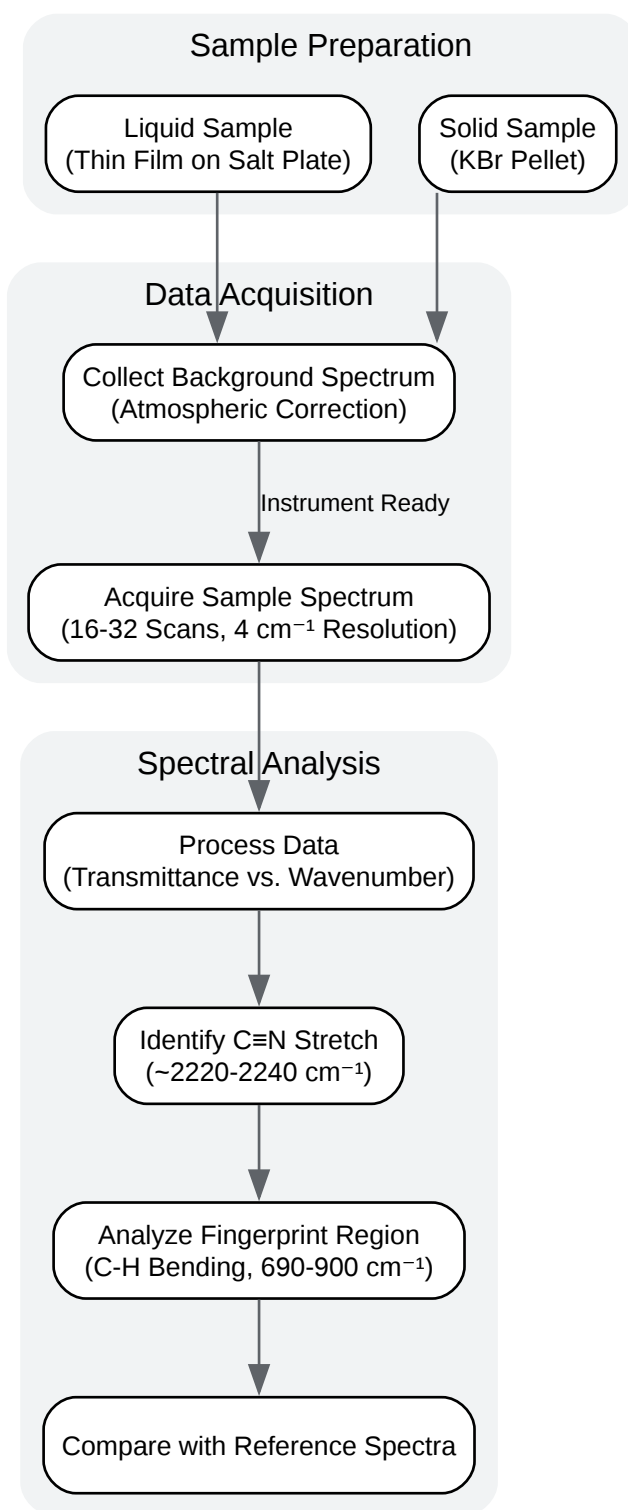 Sample Preparation
Liquid Sample
(Thin Film on Salt Plate)
Solid Sample
(KBr Pellet)
Data Acquisition
Collect Background Spectrum
(Atmospheric Correction)
Instrument Ready
Acquire Sample Spectrum
(16-32 Scans, 4 cm⁻¹ Resolution)
Spectral Analysis
Process Data
(Transmittance vs. Wavenumber)
Identify C≡N Stretch
(~2220-2240 cm⁻¹)
Analyze Fingerprint Region
(C-H Bending, 690-900 cm⁻¹)
Compare with Reference Spectra